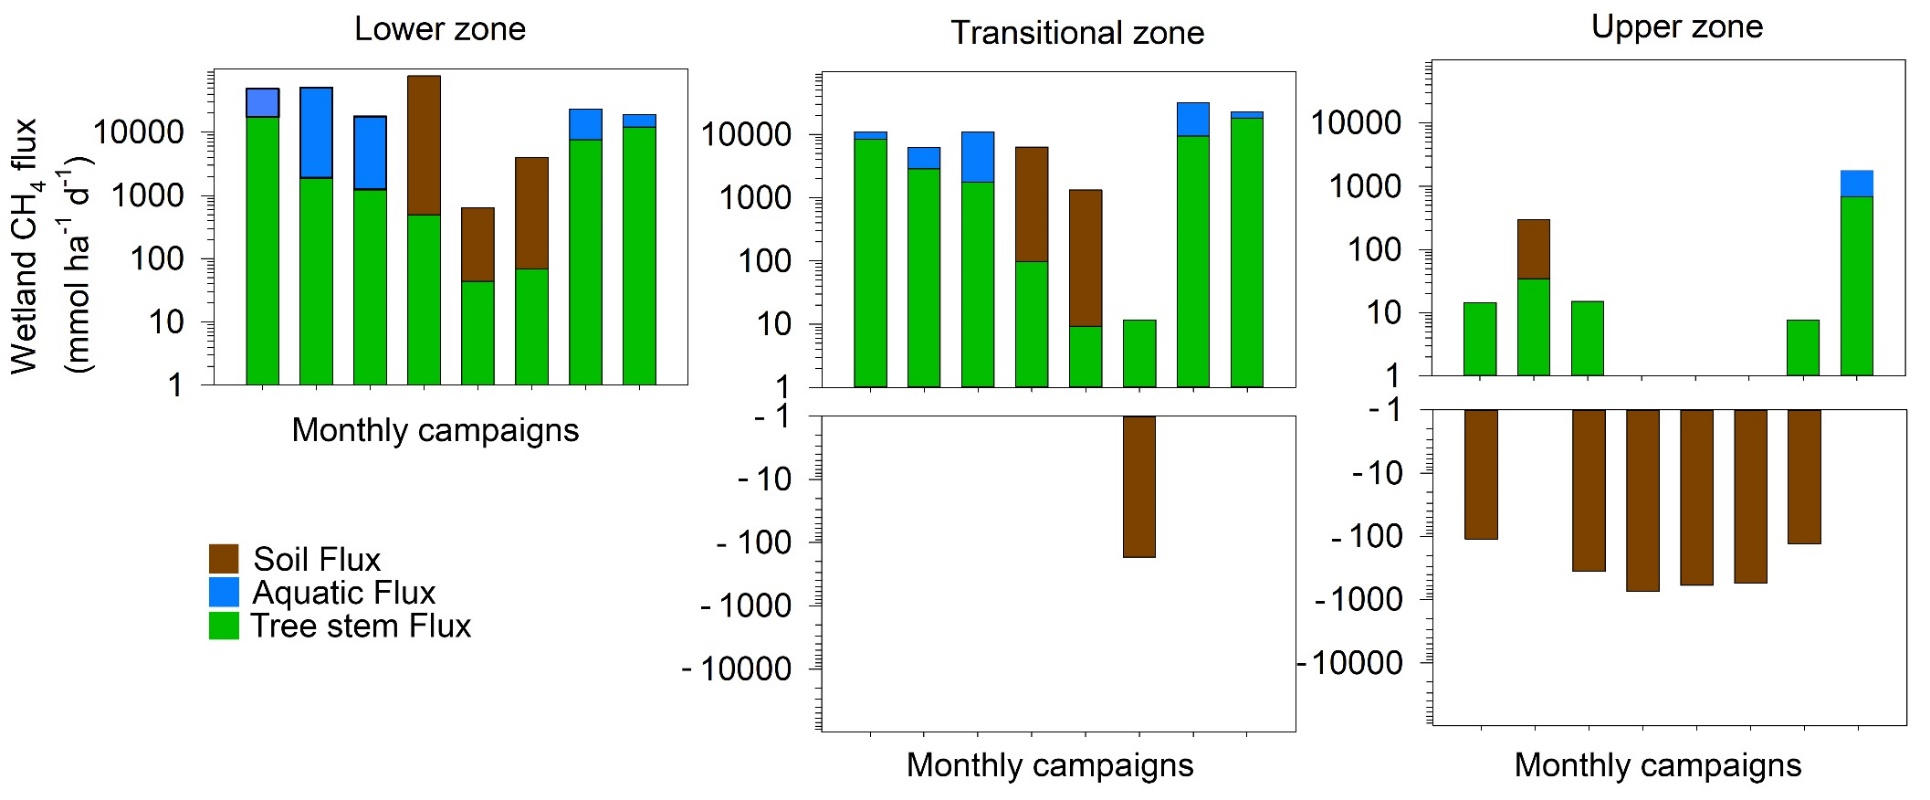 Lower zone
Transitional zone
Upper zone
Wetland CH4 flux
(mmol ha-1 d-1)
10000
1000
100
10
1
Monthly campaigns
10000
1000
100
10
1
- 1
- 10
- 100
- 1000
- 10000
Monthly campaigns
10000
1000
100
10
1
-1
-10
-100
-1000
-10000
Monthly campaigns
Soil Flux
Aquatic Flux
Tree stem Flux